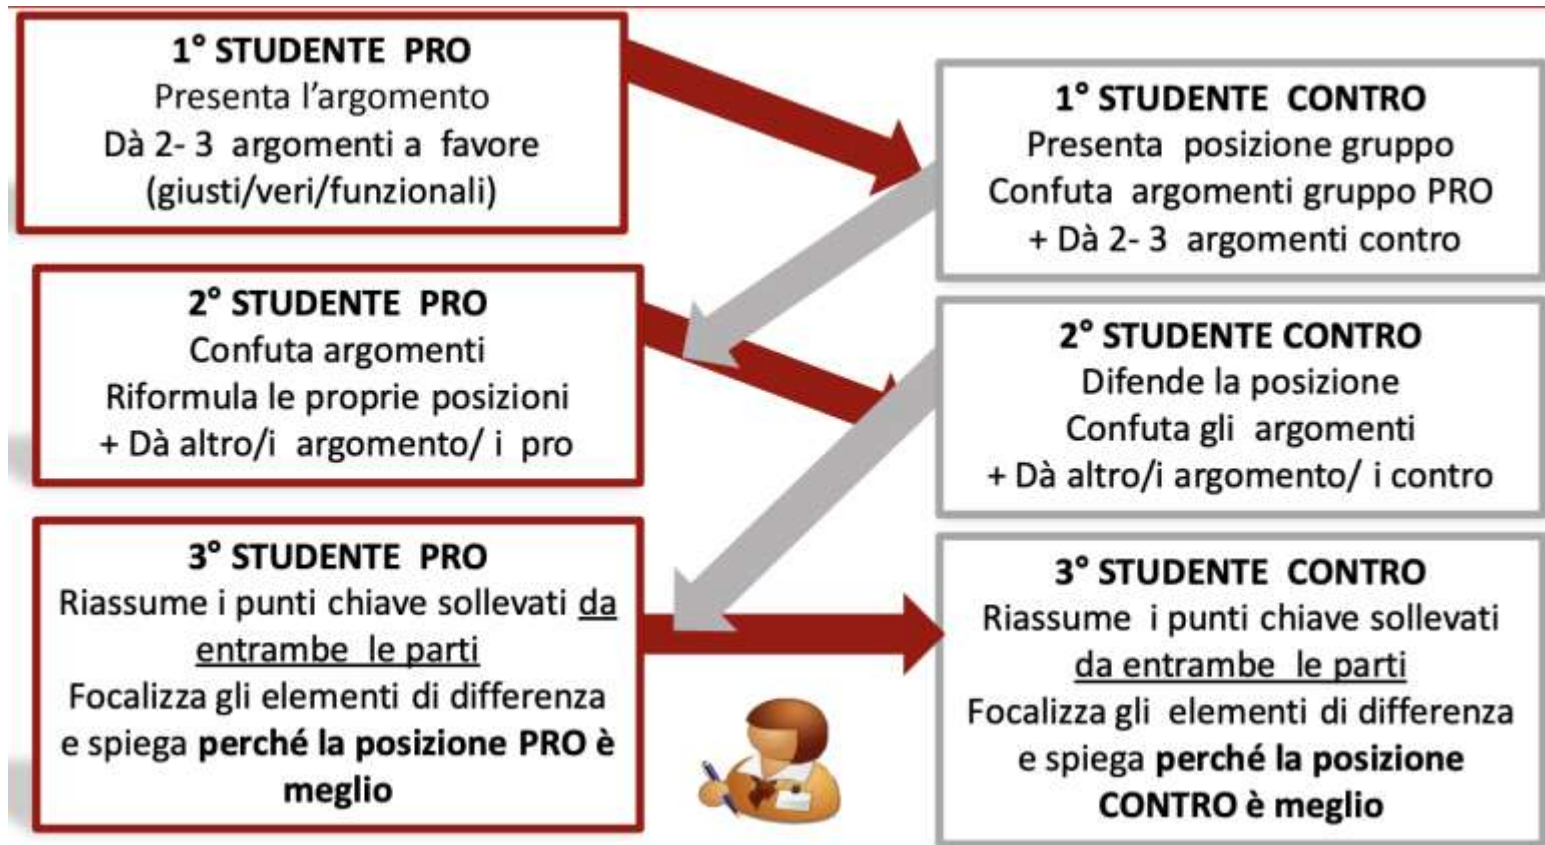 1° STUDENTE PRO
Presenta l'argomento
Dà 2- 3 argomenti a favore
(giusti/veri/funzionali)
1° STUDENTE CONTRO
Presenta posizione gruppo
Confuta argomenti gruppo PRO
+ Dà 2- 3 argomenti contro
2° STUDENTE PRO
Confuta argomenti
Riformula le proprie posizioni
+ Dà altro/i argomento/ i pro
2° STUDENTE CONTRO
Difende la posizione
Confuta gli argomenti
+ Dà altro/i argomento/ i contro
3° STUDENTE PRO
Riassume i punti chiave sollevati da
entrambe le parti
Focalizza gli elementi di differenza
e spiega perché la posizione PRO è
meglio
3° STUDENTE CONTRO
Riassume i punti chiave sollevati
da entrambe le parti
Focalizza gli elementi di differenza
e spiega perché la posizione
CONTRO è meglio